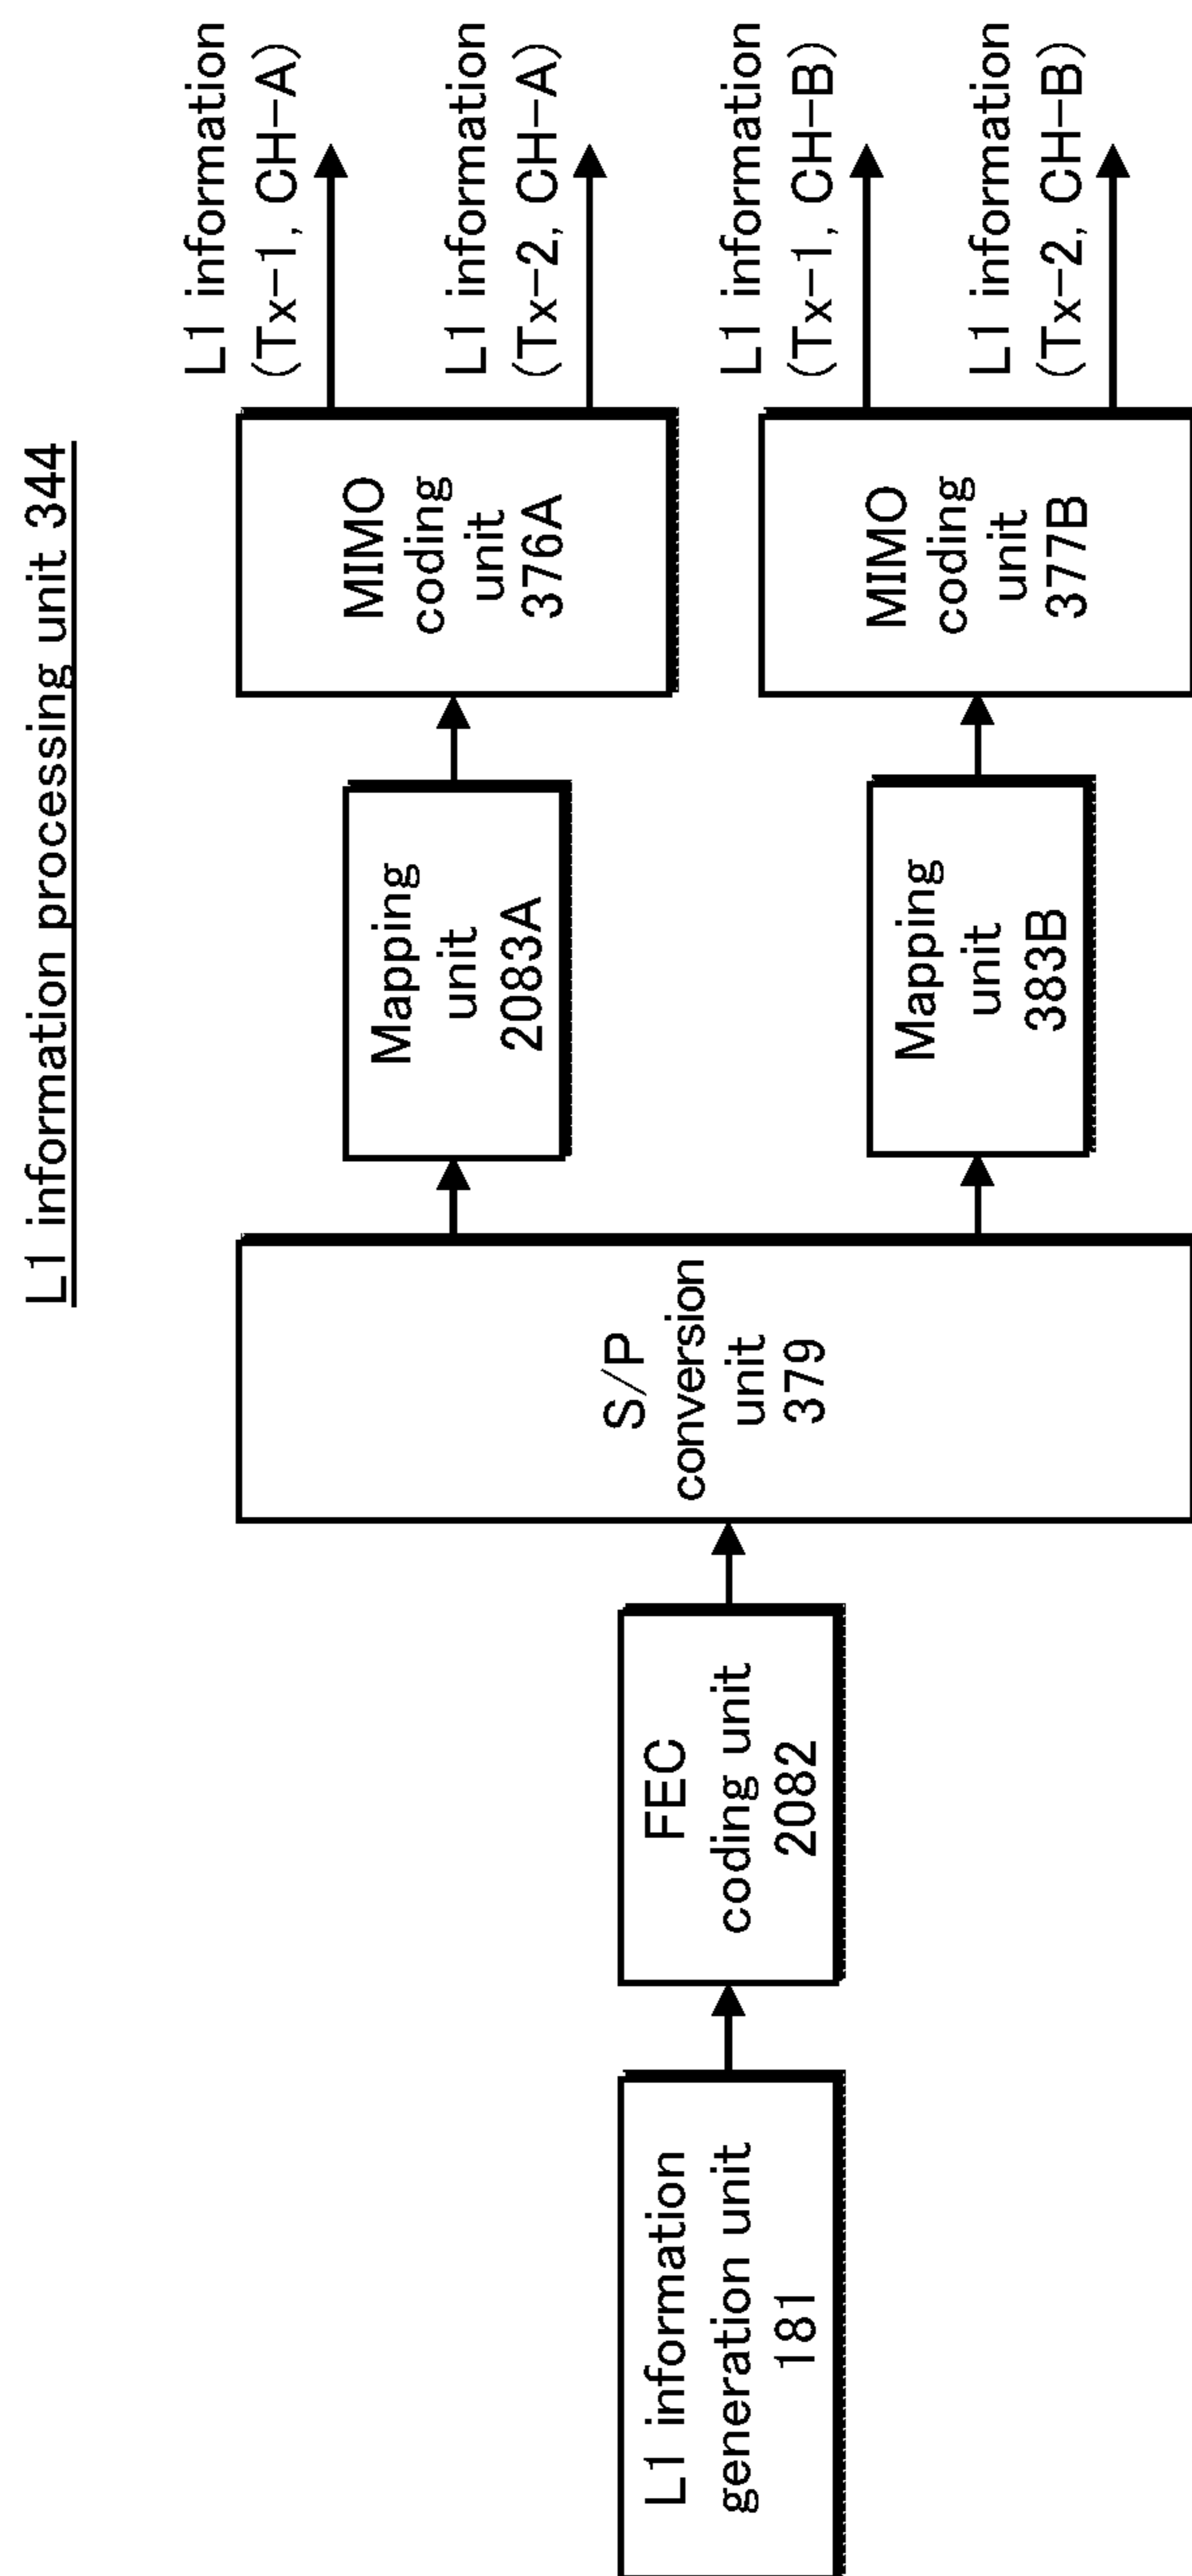 L1 information processing unit 344
L1 information
generation unit
181
FEC
coding unit
2082
S/P
conversion
unit
379
Mapping
unit
2083A
Mapping
unit
383B
MIMO
coding
unit
376A
MIMO
coding
unit
377B
L1 information
(Tx-1, CH-A)
L1 information
(Tx-2, CH-A)
L1 information
(Tx-1, CH-B)
L1 information
(Tx-2, CH-B)